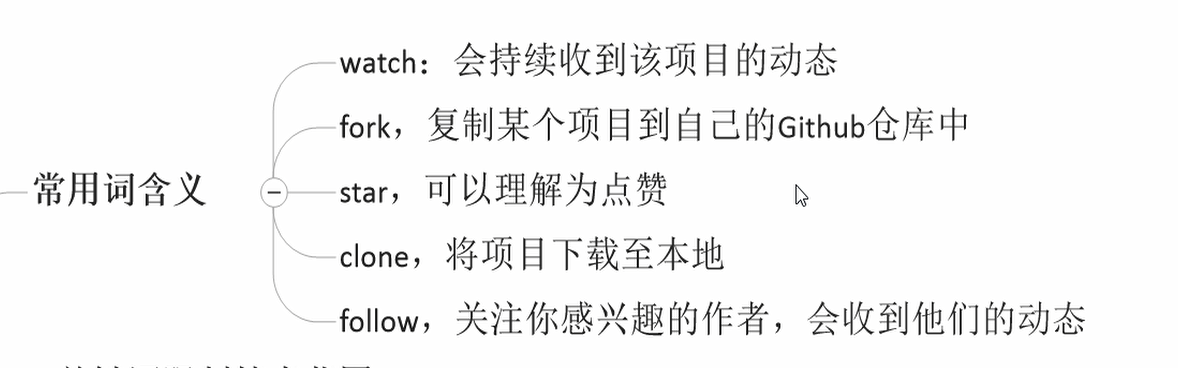 watch：会持续收到该项目的动态
fork，复制某个项目到自己的Github仓库中
常用词含义
star，可以理解为点赞
clone，将项目下载至本地
follow，关注你感兴趣的作者，会收到他们的动态